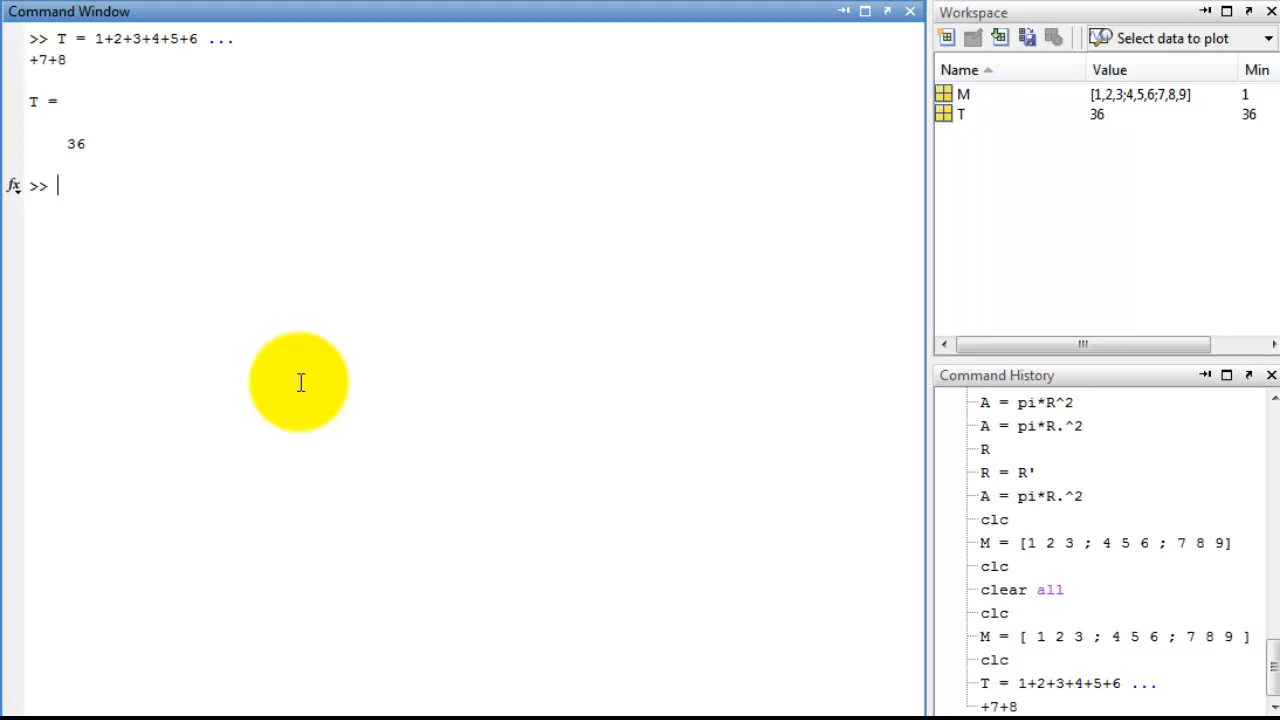 Command Window
>> T = 1+2+3+4+5+6 ...
+7+8
T =
36
fx >>
Workspace
Select data to plot
Name Value Min
M [1,2,3;4,5,6;7,8,9] 1
T 36 36
Command History
A = pi*R^2
A = pi*R.^2
R
R = R'
A = pi*R.^2
clc
M = [1 2 3 ; 4 5 6 ; 7 8 9]
clc
clear all
clc
M = [ 1 2 3 ; 4 5 6 ; 7 8 9 ]
clc
T = 1+2+3+4+5+6 ...
+7+8